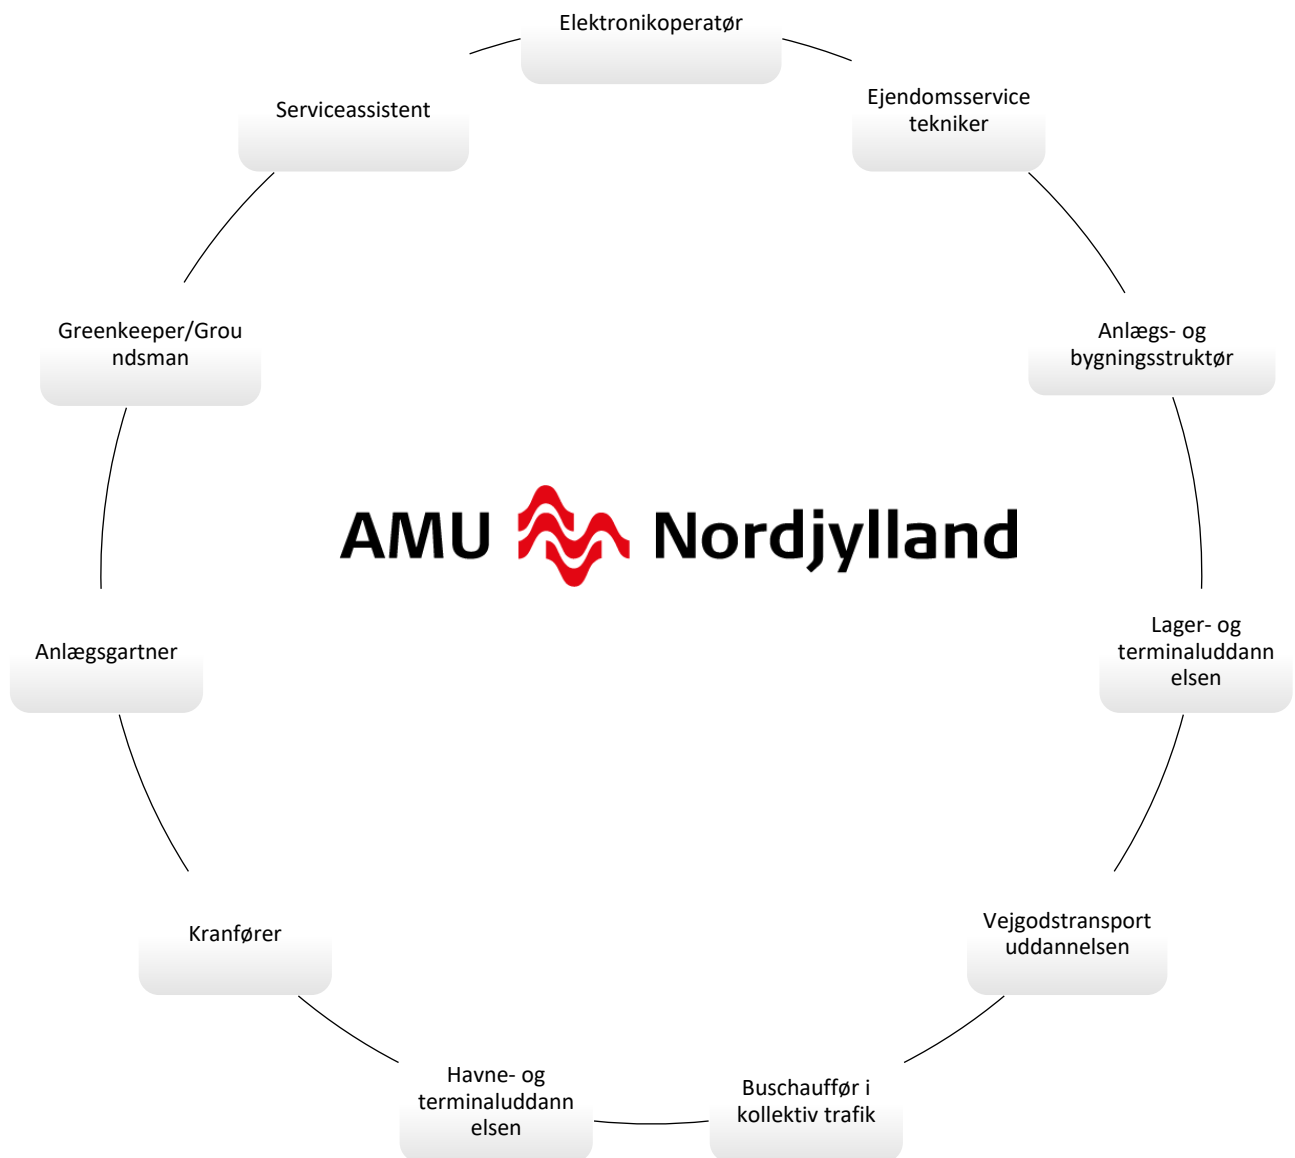 Elektronikoperatør
Ejendomsservice
tekniker
Anlægs- og
bygningsstruktør
Lager- og
terminaluddann
elsen
Vejgodstransport
uddannelsen
Buschauffør i
kollektiv trafik
Havne- og
terminaluddann
elsen
Kranfører
Anlægsgartner
Greenkeeper/Grou
ndsman
Serviceassistent
AMU Nordjylland